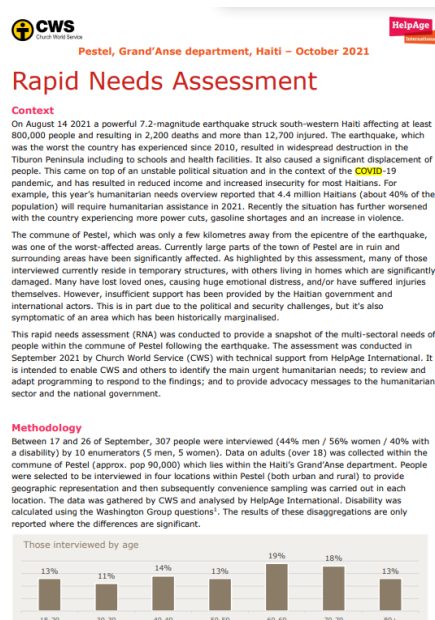 CWS
Church World Service
HelpAge
International
Pestel, Grand'Anse department, Haiti – October 2021
Rapid Needs Assessment
Context
On August 14 2021 a powerful 7.2-magnitude earthquake struck south-western Haiti affecting at least
800,000 people and resulting in 2,200 deaths and more than 12,700 injured. The earthquake, which
was the worst the country has experienced since 2010, resulted in widespread destruction in the
Tiburon Peninsula including to schools and health facilities. It also caused a significant displacement of
people. This came on top of an unstable political situation and in the context of the COVID-19
pandemic, and has resulted in reduced income and increased insecurity for most Haitians. For
example, this year's humanitarian needs overview reported that 4.4 million Haitians (about 40% of the
population) will require humanitarian assistance in 2021. Recently the situation has further worsened
with the country experiencing more power cuts, gasoline shortages and an increase in violence.
The commune of Pestel, which was only a few kilometres away from the epicentre of the earthquake,
was one of the worst-affected areas. Currently large parts of the town of Pestel are in ruin and
surrounding areas have been significantly affected. As highlighted by this assessment, many of those
interviewed currently reside in temporary structures, with others living in homes which are significantly
damaged. Many have lost loved ones, causing huge emotional distress, and/or have suffered injuries
themselves. However, insufficient support has been provided by the Haitian government and
international actors. This is in part due to the political and security challenges, but it's also
symptomatic of an area which has been historically marginalised.
This rapid needs assessment (RNA) was conducted to provide a snapshot of the multi-sectoral needs of
people within the commune of Pestel following the earthquake. The assessment was conducted in
September 2021 by Church World Service (CWS) with technical support from HelpAge International. It
is intended to enable CWS and others to identify the main urgent humanitarian needs; to review and
adapt programming to respond to the findings; and to provide advocacy messages to the humanitarian
sector and the national government.
Methodology
Between 17 and 26 of September, 307 people were interviewed (44% men / 56% women / 40% with
a disability) by 10 enumerators (5 men, 5 women). Data on adults (over 18) was collected within the
commune of Pestel (approx. pop 90,000) which lies within the Haiti's Grand'Anse department. People
were selected to be interviewed in four locations within Pestel (both urban and rural) to provide
geographic representation and then subsequently convenience sampling was carried out in each
location. The data was gathered by CWS and analysed by HelpAge International. Disability was
calculated using the Washington Group questions1. The results of these disaggregations are only
reported where the differences are significant.
Those interviewed by age
13% 11% 14% 13% 19% 18% 13%